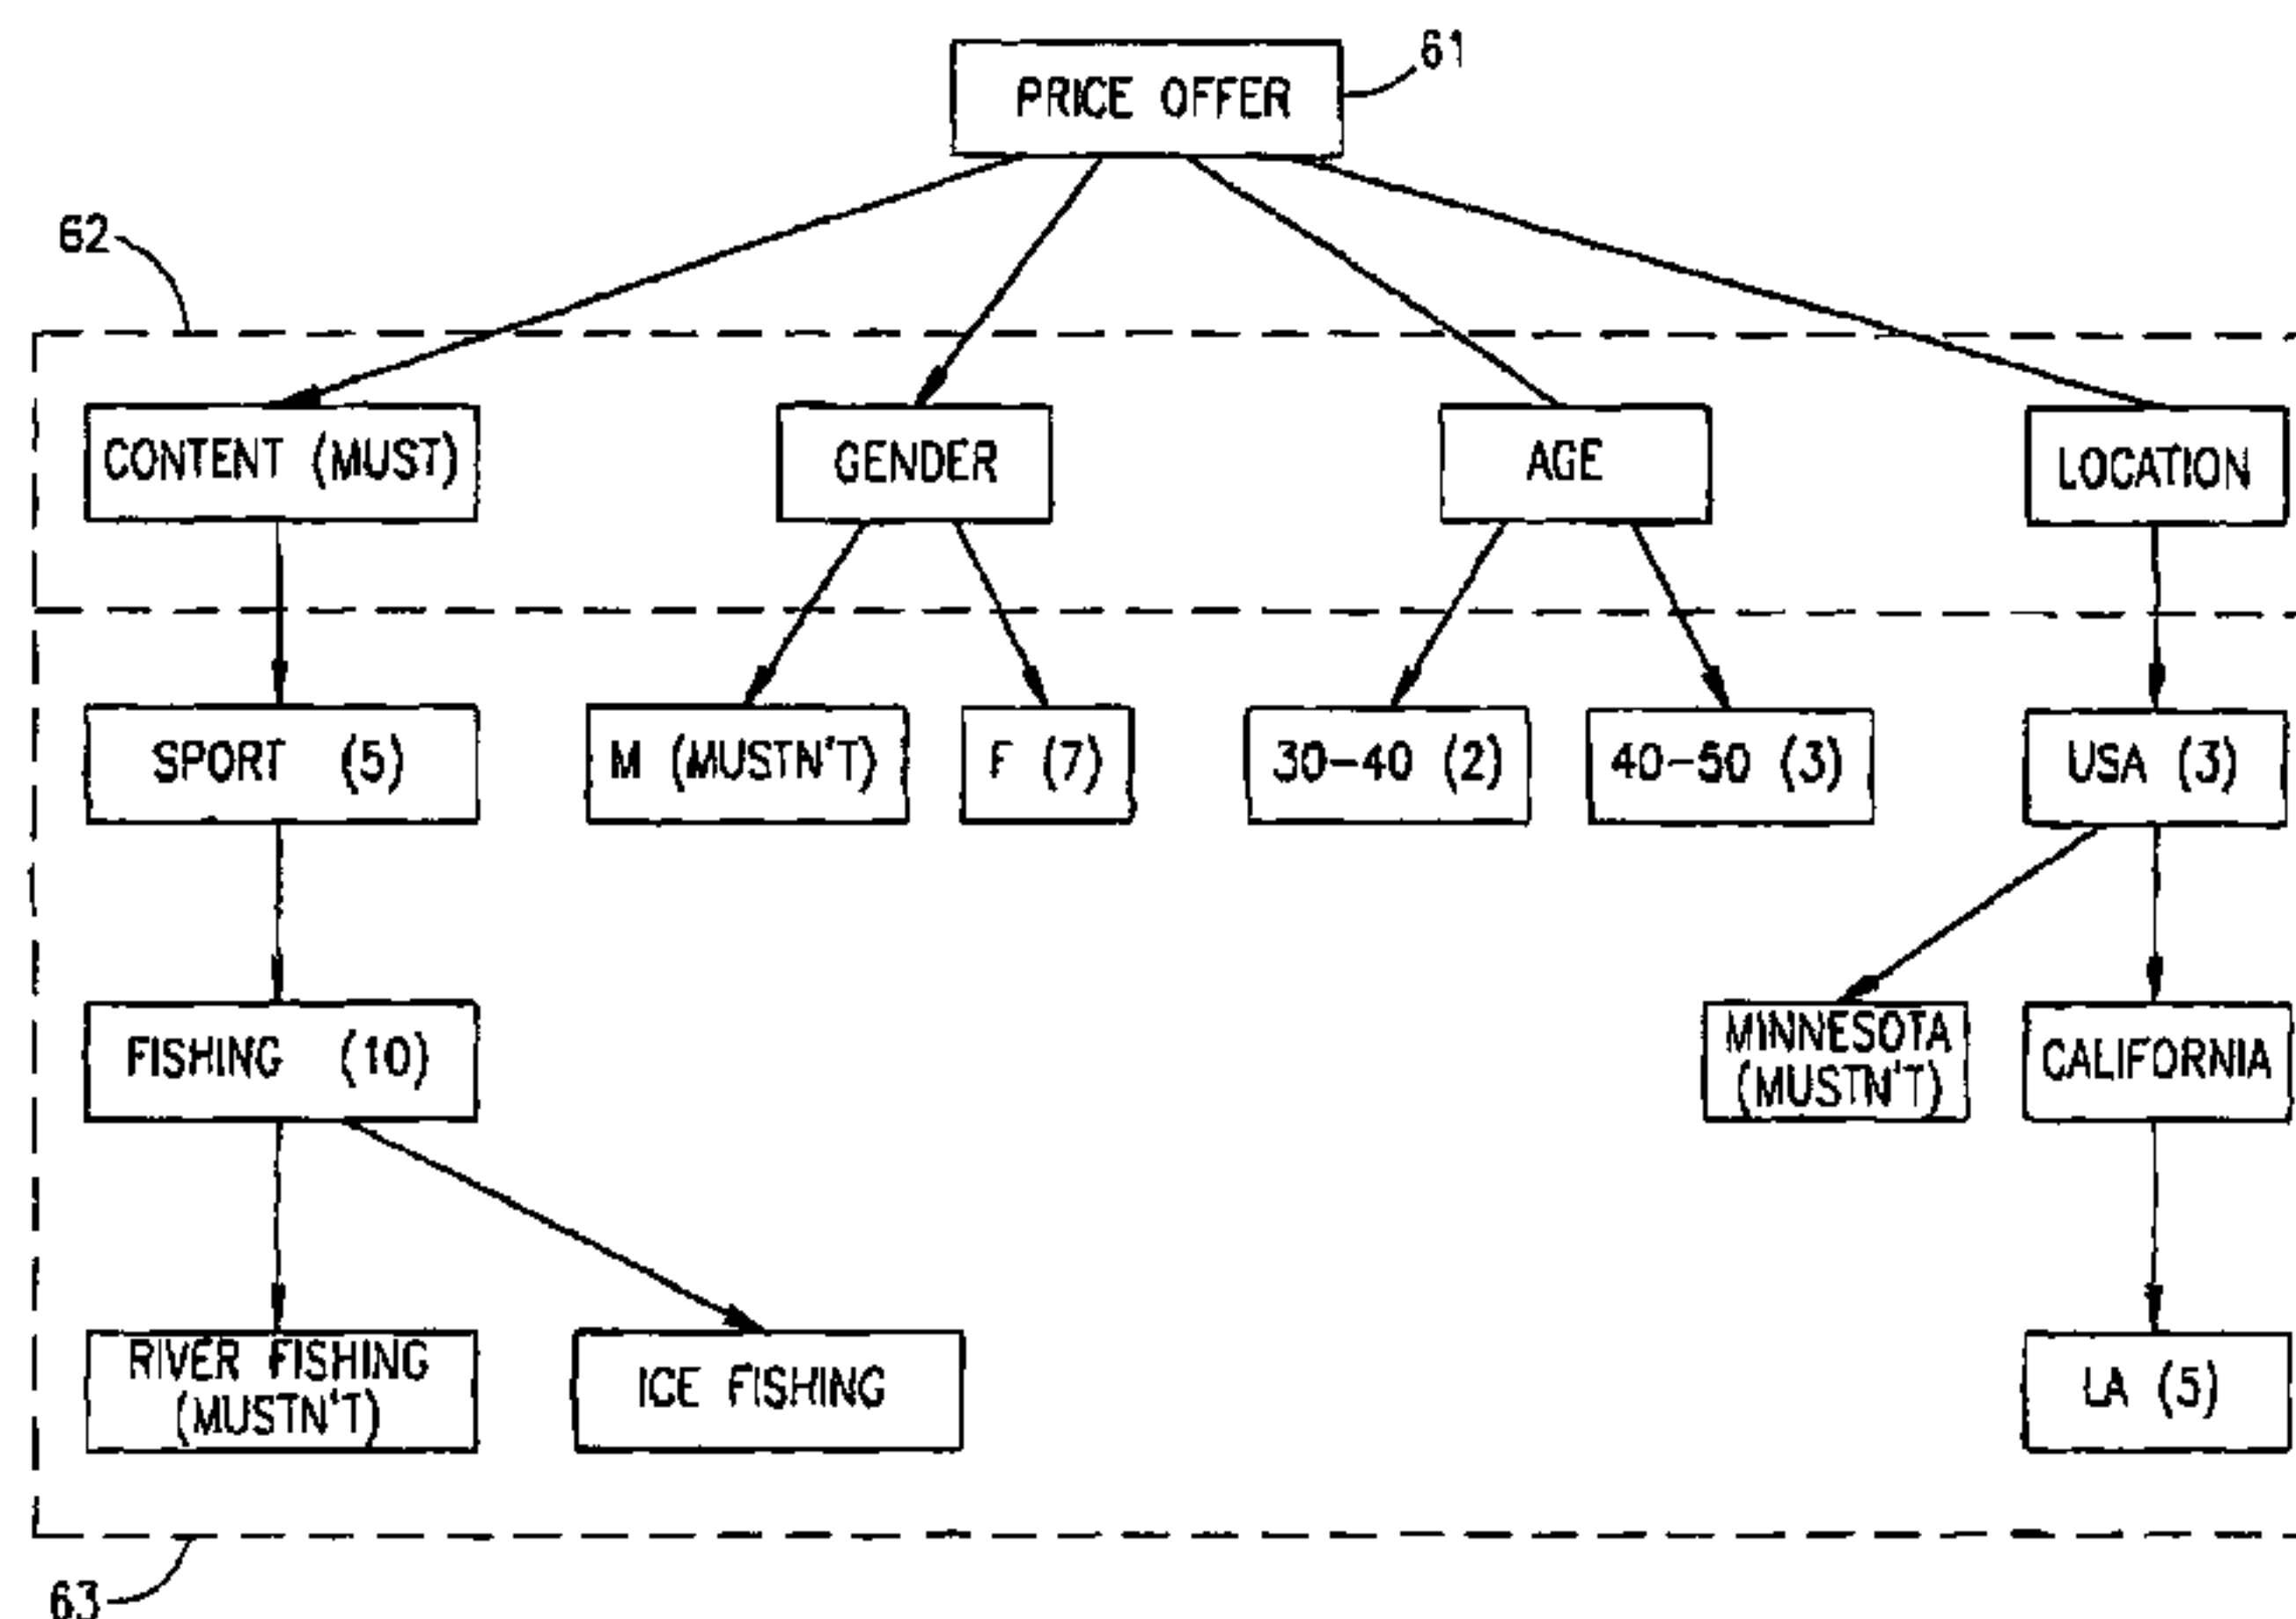 61
PRICE OFFER
62
CONTENT (MUST)
GENDER
AGE
LOCATION
SPORT (5)
M (MUSTN'T)
F (7)
30-40 (2)
40-50 (3)
USA (3)
FISHING (10)
MINNESOTA
(MUSTN'T)
CALIFORNIA
RIVER FISHING
(MUSTN'T)
ICE FISHING
LA (5)
63